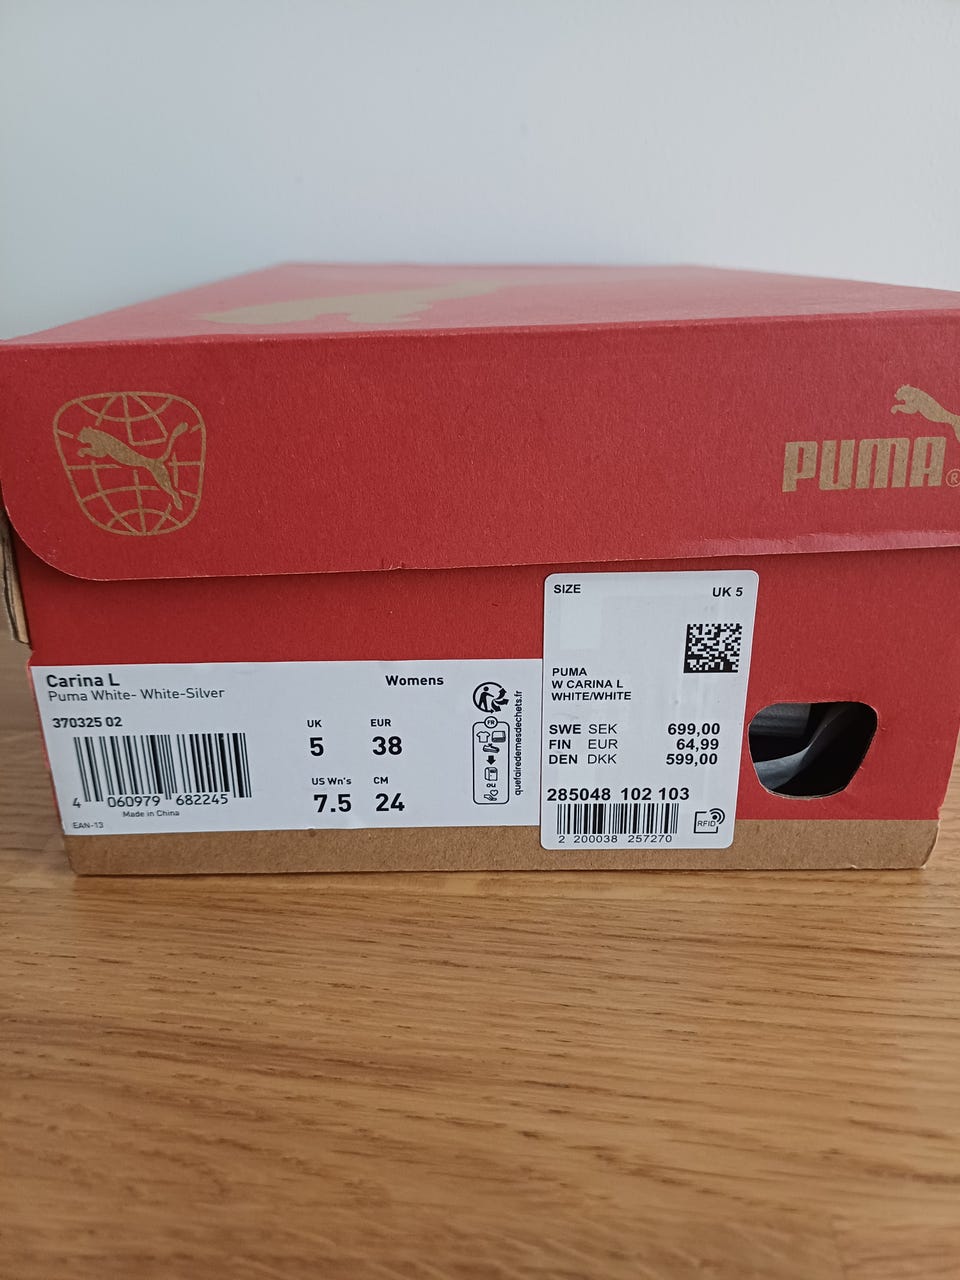 PUMA®
Carina L
Womens
Puma White- White-Silver
370325 02
4 060979 682245
Made in China
EAN-13
UK EUR
5 38
US Wn's CM
7.5 24
FR
OU
quefairedemesdechets.fr
SIZE UK 5
PUMA
W CARINA L
WHITE/WHITE
SWE SEK 699,00
FIN EUR 64,99
DEN DKK 599,00
285048 102 103
2 200038 257270
RFID